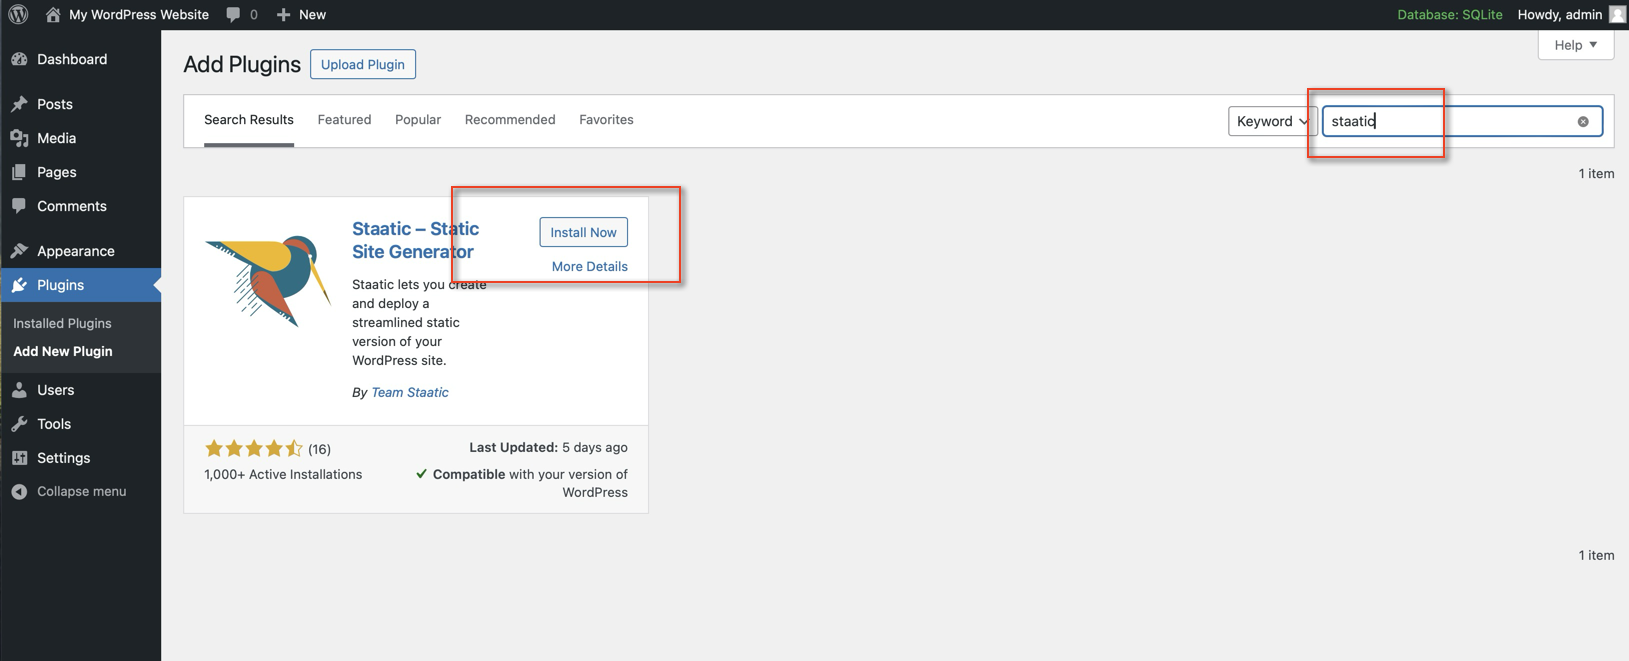 My WordPress Website 0 New Database: SQLite Howdy, admin
Help
Dashboard
Posts
Media
Pages
Comments
Appearance
Plugins
Installed Plugins
Add New Plugin
Users
Tools
Settings
Collapse menu
Add Plugins Upload Plugin
Search Results Featured Popular Recommended Favorites Keyword staatic
1 item
Staatic – Static
Site Generator
Install Now
More Details
Staatic lets you create
and deploy a
streamlined static
version of your
WordPress site.
By Team Staatic
(16)
1,000+ Active Installations
Last Updated: 5 days ago
Compatible with your version of
WordPress
1 item